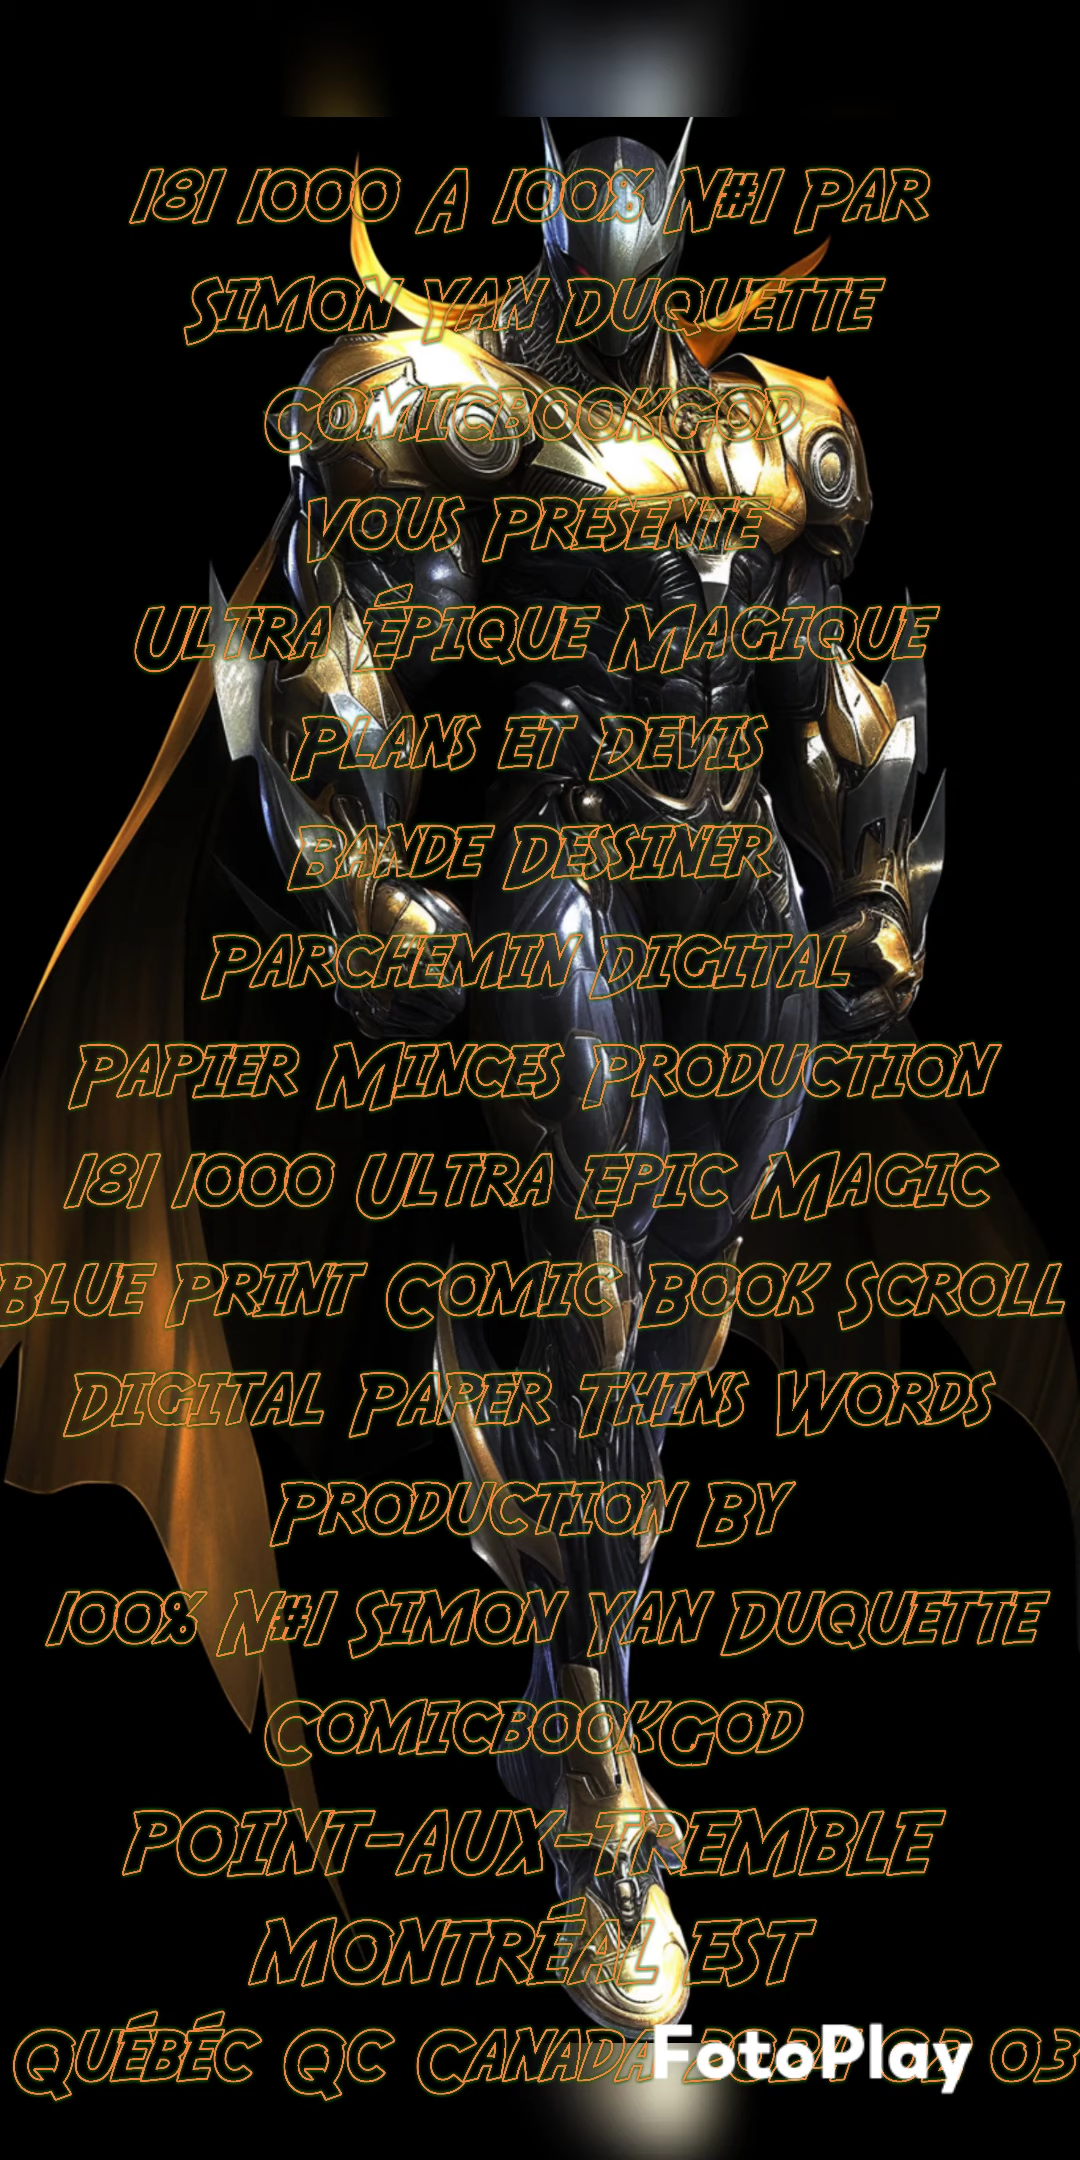 181 1000 A 100% N#1 PAR
SIMON YAN DUQUETTE
COMICBOOKGOD
VOUS PRESENTE
ULTRA ÉPIQUE MAGIQUE
PLANS ET DEVIS
BANDE DESSINER
PARCHEMIN DIGITAL
PAPIER MINCES PRODUCTION
181 1000 ULTRA EPIC MAGIC
BLUE PRINT COMIC BOOK SCROLL
DIGITAL PAPER THINS WORDS
PRODUCTION BY
100% N#1 SIMON YAN DUQUETTE
COMICBOOKGOD
POINT-AUX-TREMBLE
MONTRÉAL EST
QUÉBÉC QC CANADA 03
FotoPlay